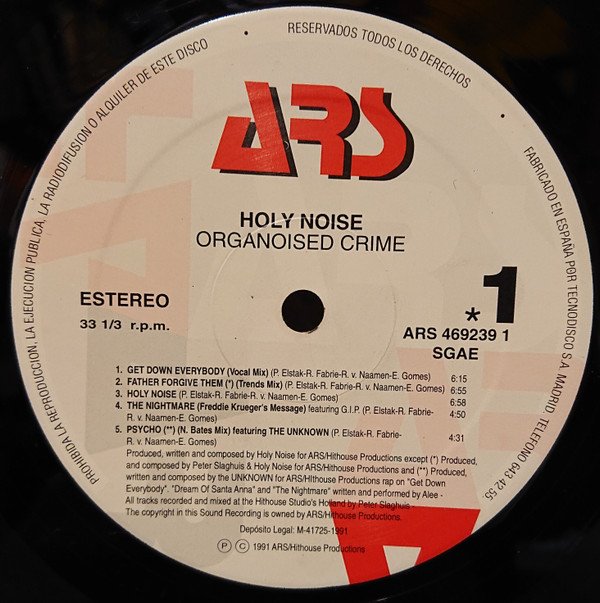 PROHIBIDA LA REPRODUCCION, LA EJECUCION PUBLICA, LA RADIODIFUSION O ALQUILER DE ESTE DISCO
RESERVADOS TODOS LOS DERECHOS
FABRICADO EN ESPAÑA POR TECNODISCO S.A. MADRID TELEFONO 643 42 55
ARS
HOLY NOISE
ORGANOISED CRIME
ESTEREO
33 1/3 r.p.m.
*1
ARS 469239 1
SGAE
1. GET DOWN EVERYBODY (Vocal Mix) (P. Elstak-R. Fabrie-R. v. Naamen-E. Gomes) 6:15
2. FATHER FORGIVE THEM (*) (Trends Mix) (P. Elstak-R. Fabrie-R. v. Naamen-E. Gomes) 6:55
3. HOLY NOISE (P. Elstak-R. Fabrie-R. v. Naamen-E. Gomes) 6:58
4. THE NIGHTMARE (Freddie Krueger's Message) featuring G.I.P. (P. Elstak-R. Fabrie- 4:50
R. v. Naamen-E. Gomes)
5. PSYCHO (**) (N. Bates Mix) featuring THE UNKNOWN (P. Elstak-R. Fabrie- 4:31
R. v. Naamen-E. Gomes)
Produced, written and composed by Holy Noise for ARS/Hithouse Productions except (*) Produced,
and composed by Peter Slaghuis & Holy Noise for ARS/Hithouse Productions and (**) Produced,
written and composed by the UNKNOWN for ARS/Hithouse Productions rap on "Get Down
Everybody". "Dream Of Santa Anna" and "The Nightmare" written and performed by Alee -
All tracks recorded and mixed at the Hithouse Studio's Holland by Peter Slaghuis -
The copyright in this Sound Recording is owned by ARS/Hithouse Productions.
Depósito Legal: M-41725-1991
Ⓟ Ⓒ 1991 ARS/Hithouse Productions